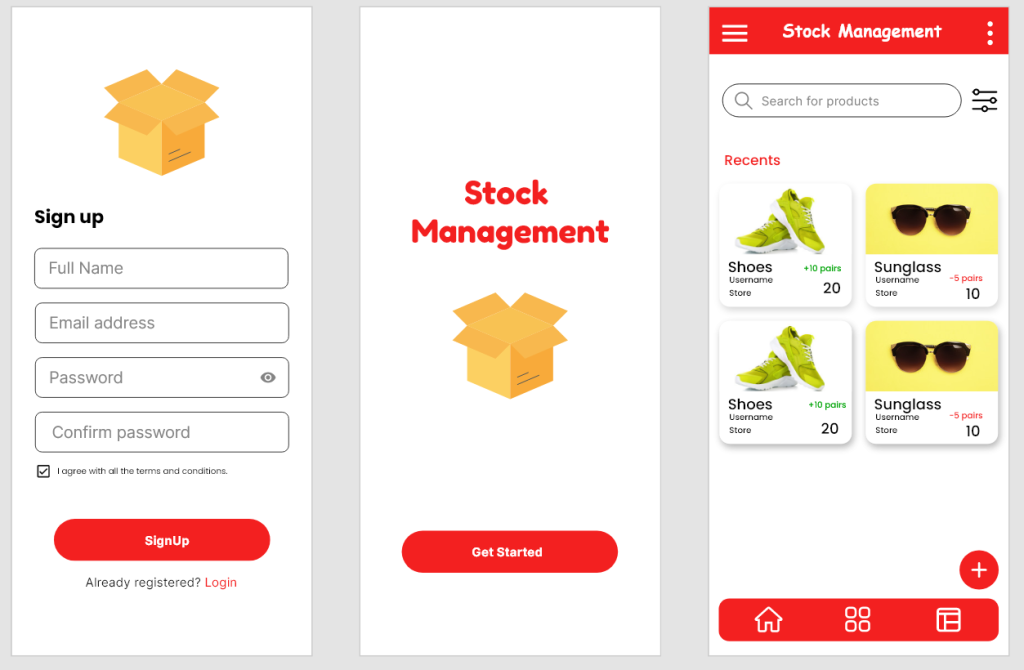 Sign up
Full Name
Email address
Password
Confirm password
I agree with all the terms and conditions.
SignUp
Already registered? Login
Stock
Management
Get Started
Stock Management
Search for products
Recents
Shoes
+10 pairs
Username
Store
20
Sunglass
Username
-5 pairs
Store
10
Shoes
+10 pairs
Username
Store
20
Sunglass
Username
-5 pairs
Store
10